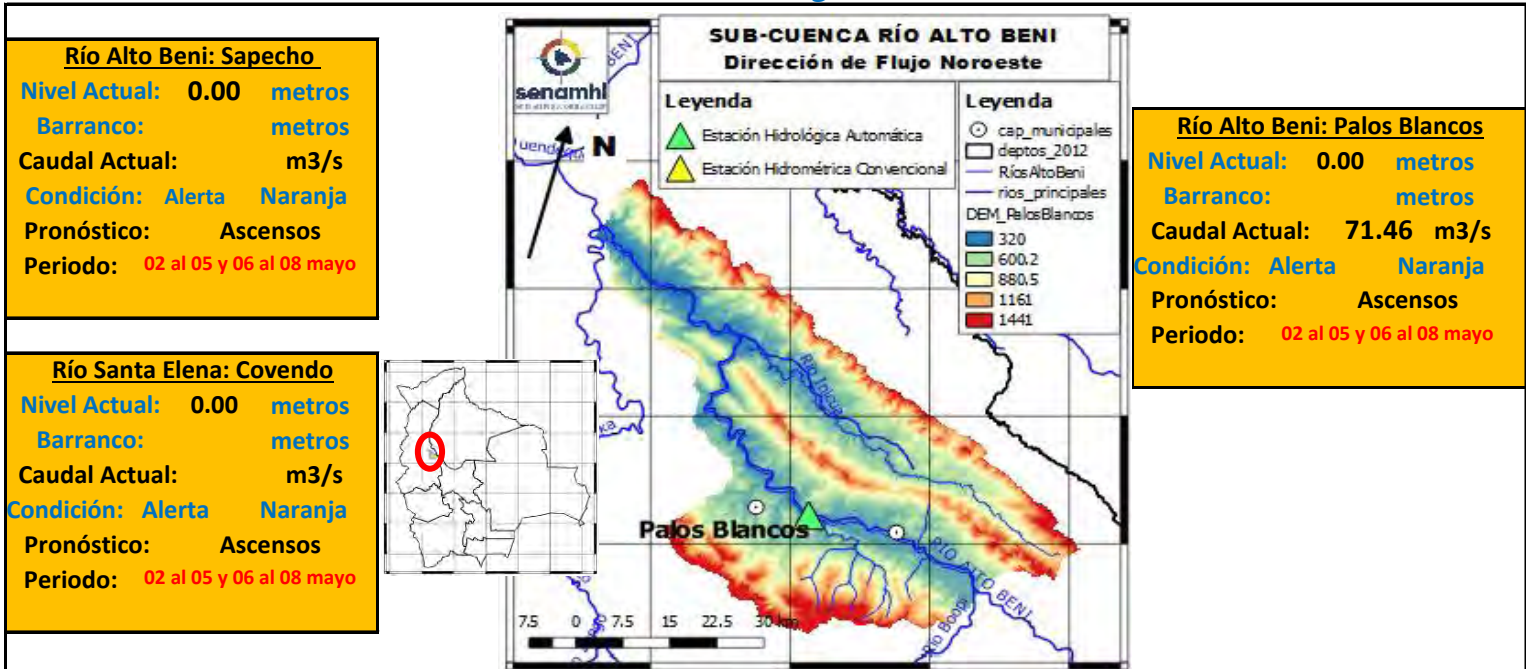 Río Alto Beni: Sapecho
Nivel Actual: 0.00 metros
Barranco: metros
Caudal Actual: m3/s
Condición: Alerta Naranja
Pronóstico: Ascensos
Periodo: 02 al 05 y 06 al 08 mayo
Río Santa Elena: Covendo
Nivel Actual: 0.00 metros
Barranco: metros
Caudal Actual: m3/s
Condición: Alerta Naranja
Pronóstico: Ascensos
Periodo: 02 al 05 y 06 al 08 mayo
senamhi
SUB-CUENCA RÍO ALTO BENI
Dirección de Flujo Noroeste
Leyenda
Estación Hidrológica Automática
Estación Hidrométrica Convencional
Leyenda
cap_municipales
deptos_2012
RíosAltoBeni
rios_principales
DEM_PalosBlancos
320
600.2
880.5
1161
1441
N
BENI
Rio Inicua
Palos Blancos
RIO ALTO BENI
Rio Boopi
7.5 0 7.5 15 22.5 30 km
Río Alto Beni: Palos Blancos
Nivel Actual: 0.00 metros
Barranco: metros
Caudal Actual: 71.46 m3/s
Condición: Alerta Naranja
Pronóstico: Ascensos
Periodo: 02 al 05 y 06 al 08 mayo